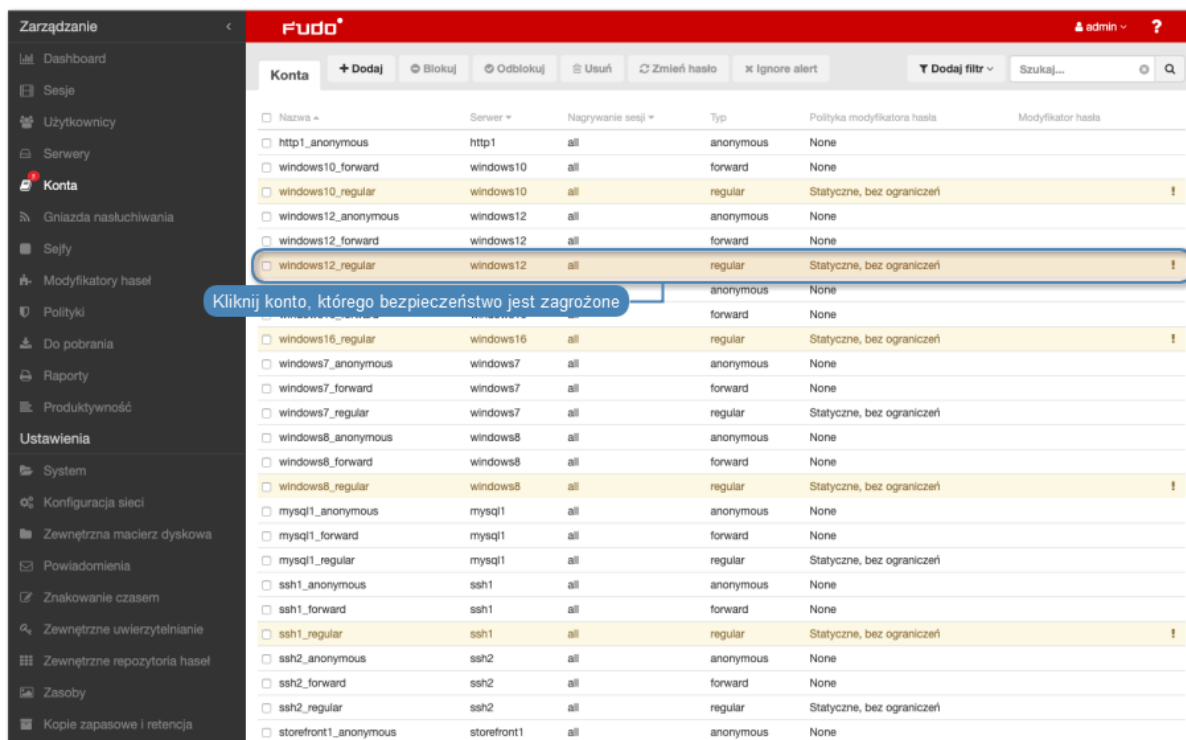 Zarządzanie
Fudo
admin
?
Dashboard
Konta
+ Dodaj
Blokuj
Odblokuj
Usuń
Zmień hasło
Ignore alert
Dodaj filtr
Szukaj...
Sesje
Użytkownicy
Serwery
Konta
Gniazda nasłuchiwania
Sejfy
Modyfikatory haseł
Polityki
Do pobrania
Raporty
Produktywność
Ustawienia
System
Konfiguracja sieci
Zewnętrzna macierz dyskowa
Powiadomienia
Znakowanie czasem
Zewnętrzne uwierzytelnianie
Zewnętrzne repozytoria haseł
Zasoby
Kopie zapasowe i retencja
Nazwa Serwer Nagrywanie sesji Typ Polityka modyfikatora hasła Modyfikator hasła
http1_anonymous http1 all anonymous None
windows10_forward windows10 all forward None
windows10_regular windows10 all regular Statyczne, bez ograniczeń !
windows12_anonymous windows12 all anonymous None
windows12_forward windows12 all forward None
windows12_regular windows12 all regular Statyczne, bez ograniczeń !
Kliknij konto, którego bezpieczeństwo jest zagrożone
anonymous None
forward None
windows16_regular windows16 all regular Statyczne, bez ograniczeń !
windows7_anonymous windows7 all anonymous None
windows7_forward windows7 all forward None
windows7_regular windows7 all regular Statyczne, bez ograniczeń
windows8_anonymous windows8 all anonymous None
windows8_forward windows8 all forward None
windows8_regular windows8 all regular Statyczne, bez ograniczeń !
mysql1_anonymous mysql1 all anonymous None
mysql1_forward mysql1 all forward None
mysql1_regular mysql1 all regular Statyczne, bez ograniczeń
ssh1_anonymous ssh1 all anonymous None
ssh1_forward ssh1 all forward None
ssh1_regular ssh1 all regular Statyczne, bez ograniczeń !
ssh2_anonymous ssh2 all anonymous None
ssh2_forward ssh2 all forward None
ssh2_regular ssh2 all regular Statyczne, bez ograniczeń
storefront1_anonymous storefront1 all anonymous None